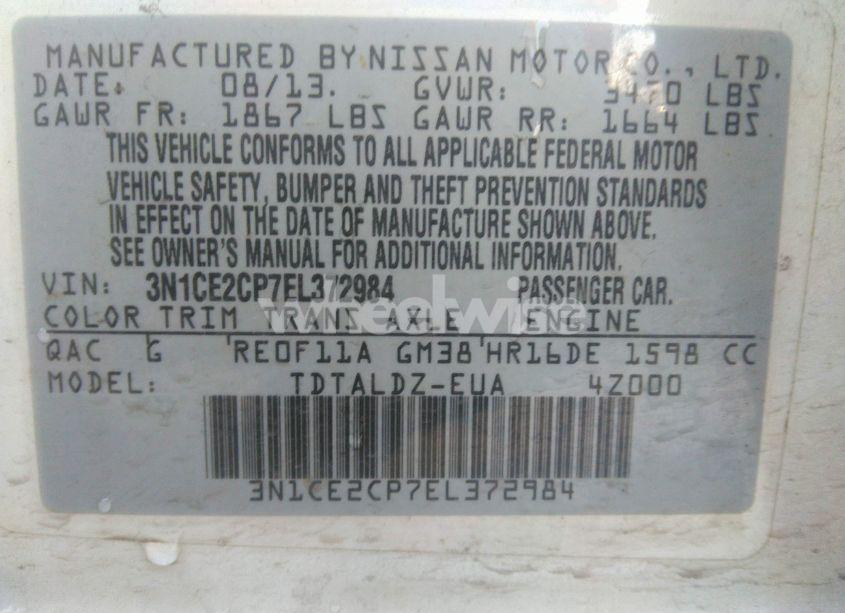 MANUFACTURED BY NISSAN MOTOR CO., LTD.
DATE: 08/13. GVWR: 3470 LBS
GAWR FR: 1867 LBS GAWR RR: 1664 LBS
THIS VEHICLE CONFORMS TO ALL APPLICABLE FEDERAL MOTOR
VEHICLE SAFETY, BUMPER AND THEFT PREVENTION STANDARDS
IN EFFECT ON THE DATE OF MANUFACTURE SHOWN ABOVE.
SEE OWNER'S MANUAL FOR ADDITIONAL INFORMATION.
VIN: 3N1CE2CP7EL372984 PASSENGER CAR.
wheelwise
COLOR TRIM TRANS AXLE ENGINE
QAC G RE0F11A GM38 HR16DE 1598 CC
MODEL: TDTALDZ-EUA 4Z000
3N1CE2CP7EL372984